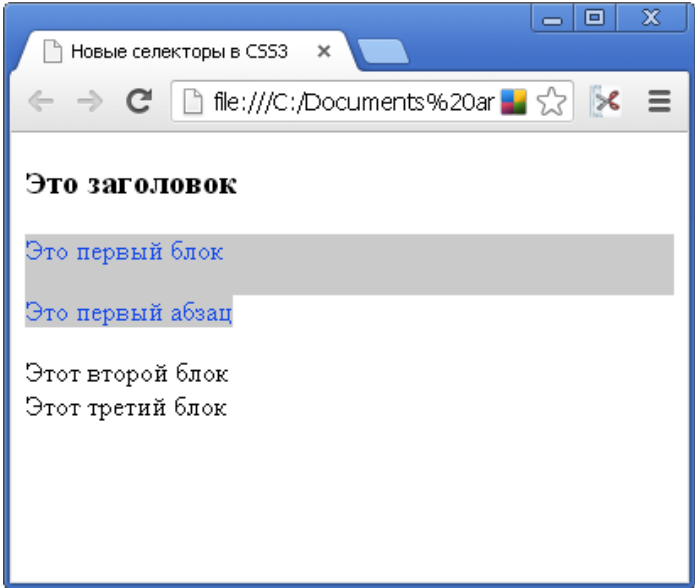 Новые селекторы в CSS3
file:///C:/Documents%20ar
Это заголовок
Это первый блок
Это первый абзац
Этот второй блок
Этот третий блок